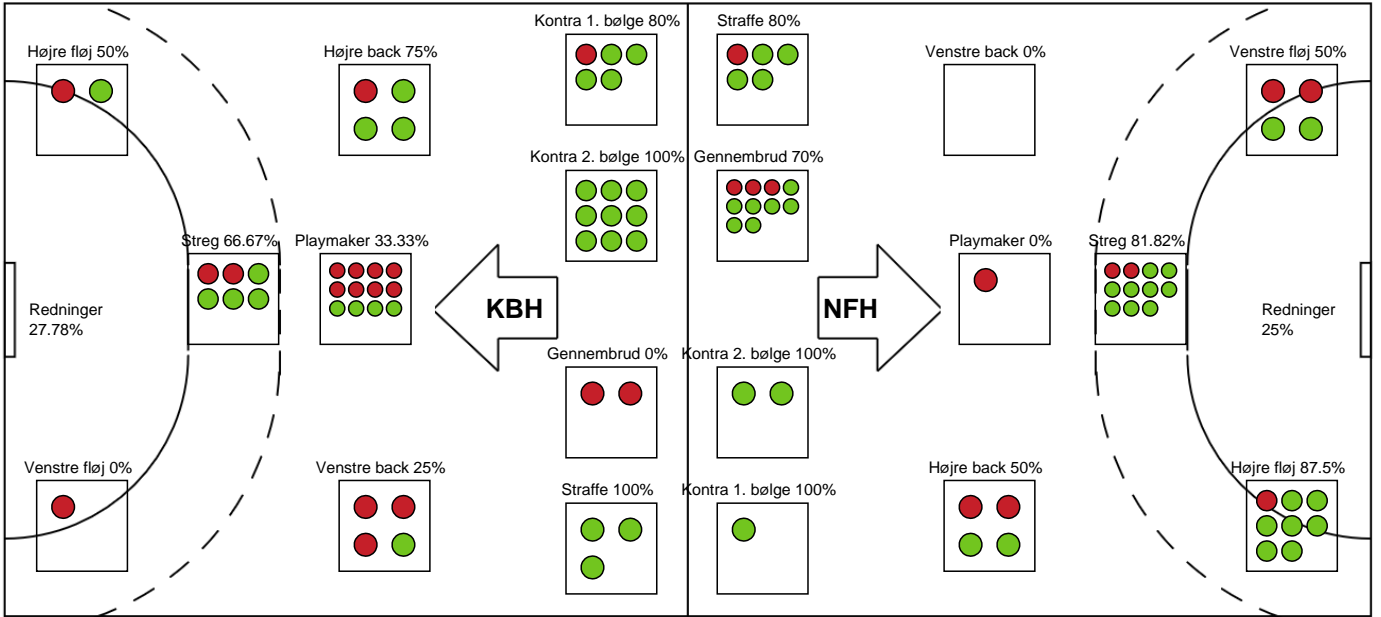 Kontra 1. bølge 80%
Straffe 80%
Højre fløj 50%
Højre back 75%
Venstre back 0%
Venstre fløj 50%
Kontra 2. bølge 100%
Gennembrud 70%
Streg 66.67%
Playmaker 33.33%
Playmaker 0%
Streg 81.82%
Redninger
27.78%
KBH
NFH
Redninger
25%
Gennembrud 0%
Kontra 2. bølge 100%
Venstre fløj 0%
Venstre back 25%
Højre back 50%
Højre fløj 87.5%
Straffe 100%
Kontra 1. bølge 100%